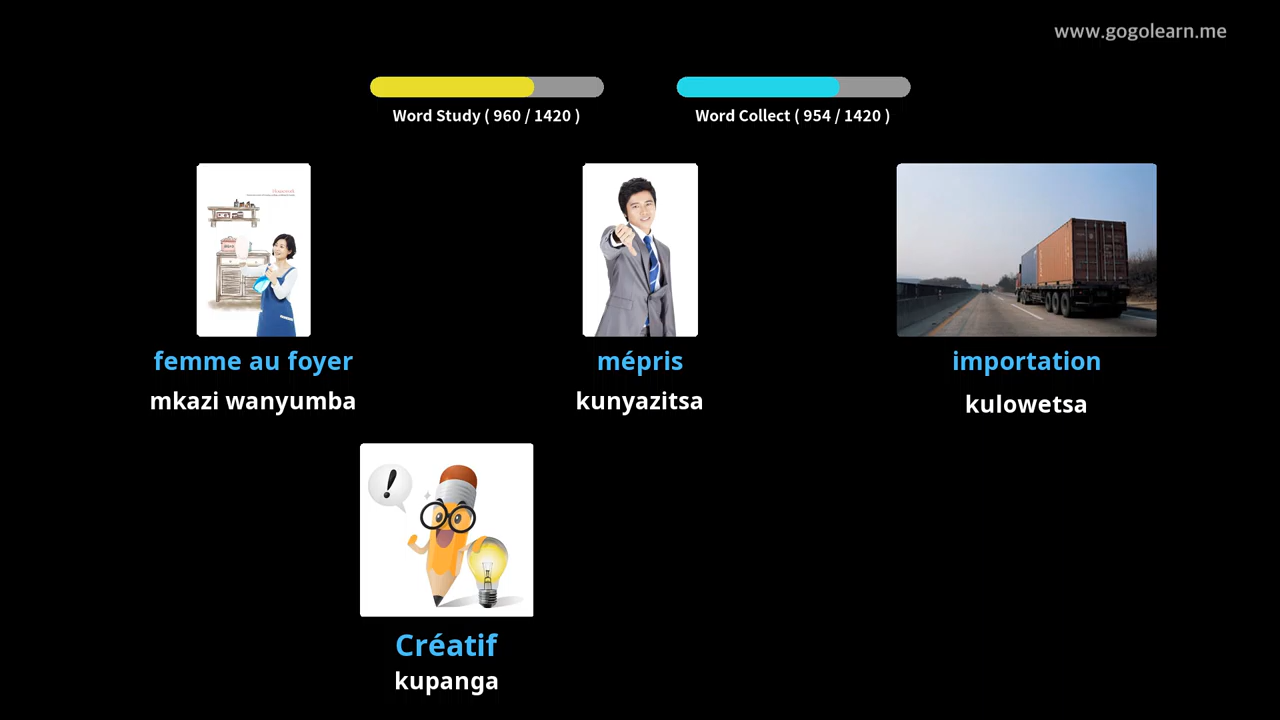 www.gogolearn.me
Word Study ( 960 / 1420 )
Word Collect ( 954 / 1420 )
femme au foyer
mkazi wanyumba
mépris
kunyazitsa
importation
kulowetsa
Créatif
kupanga